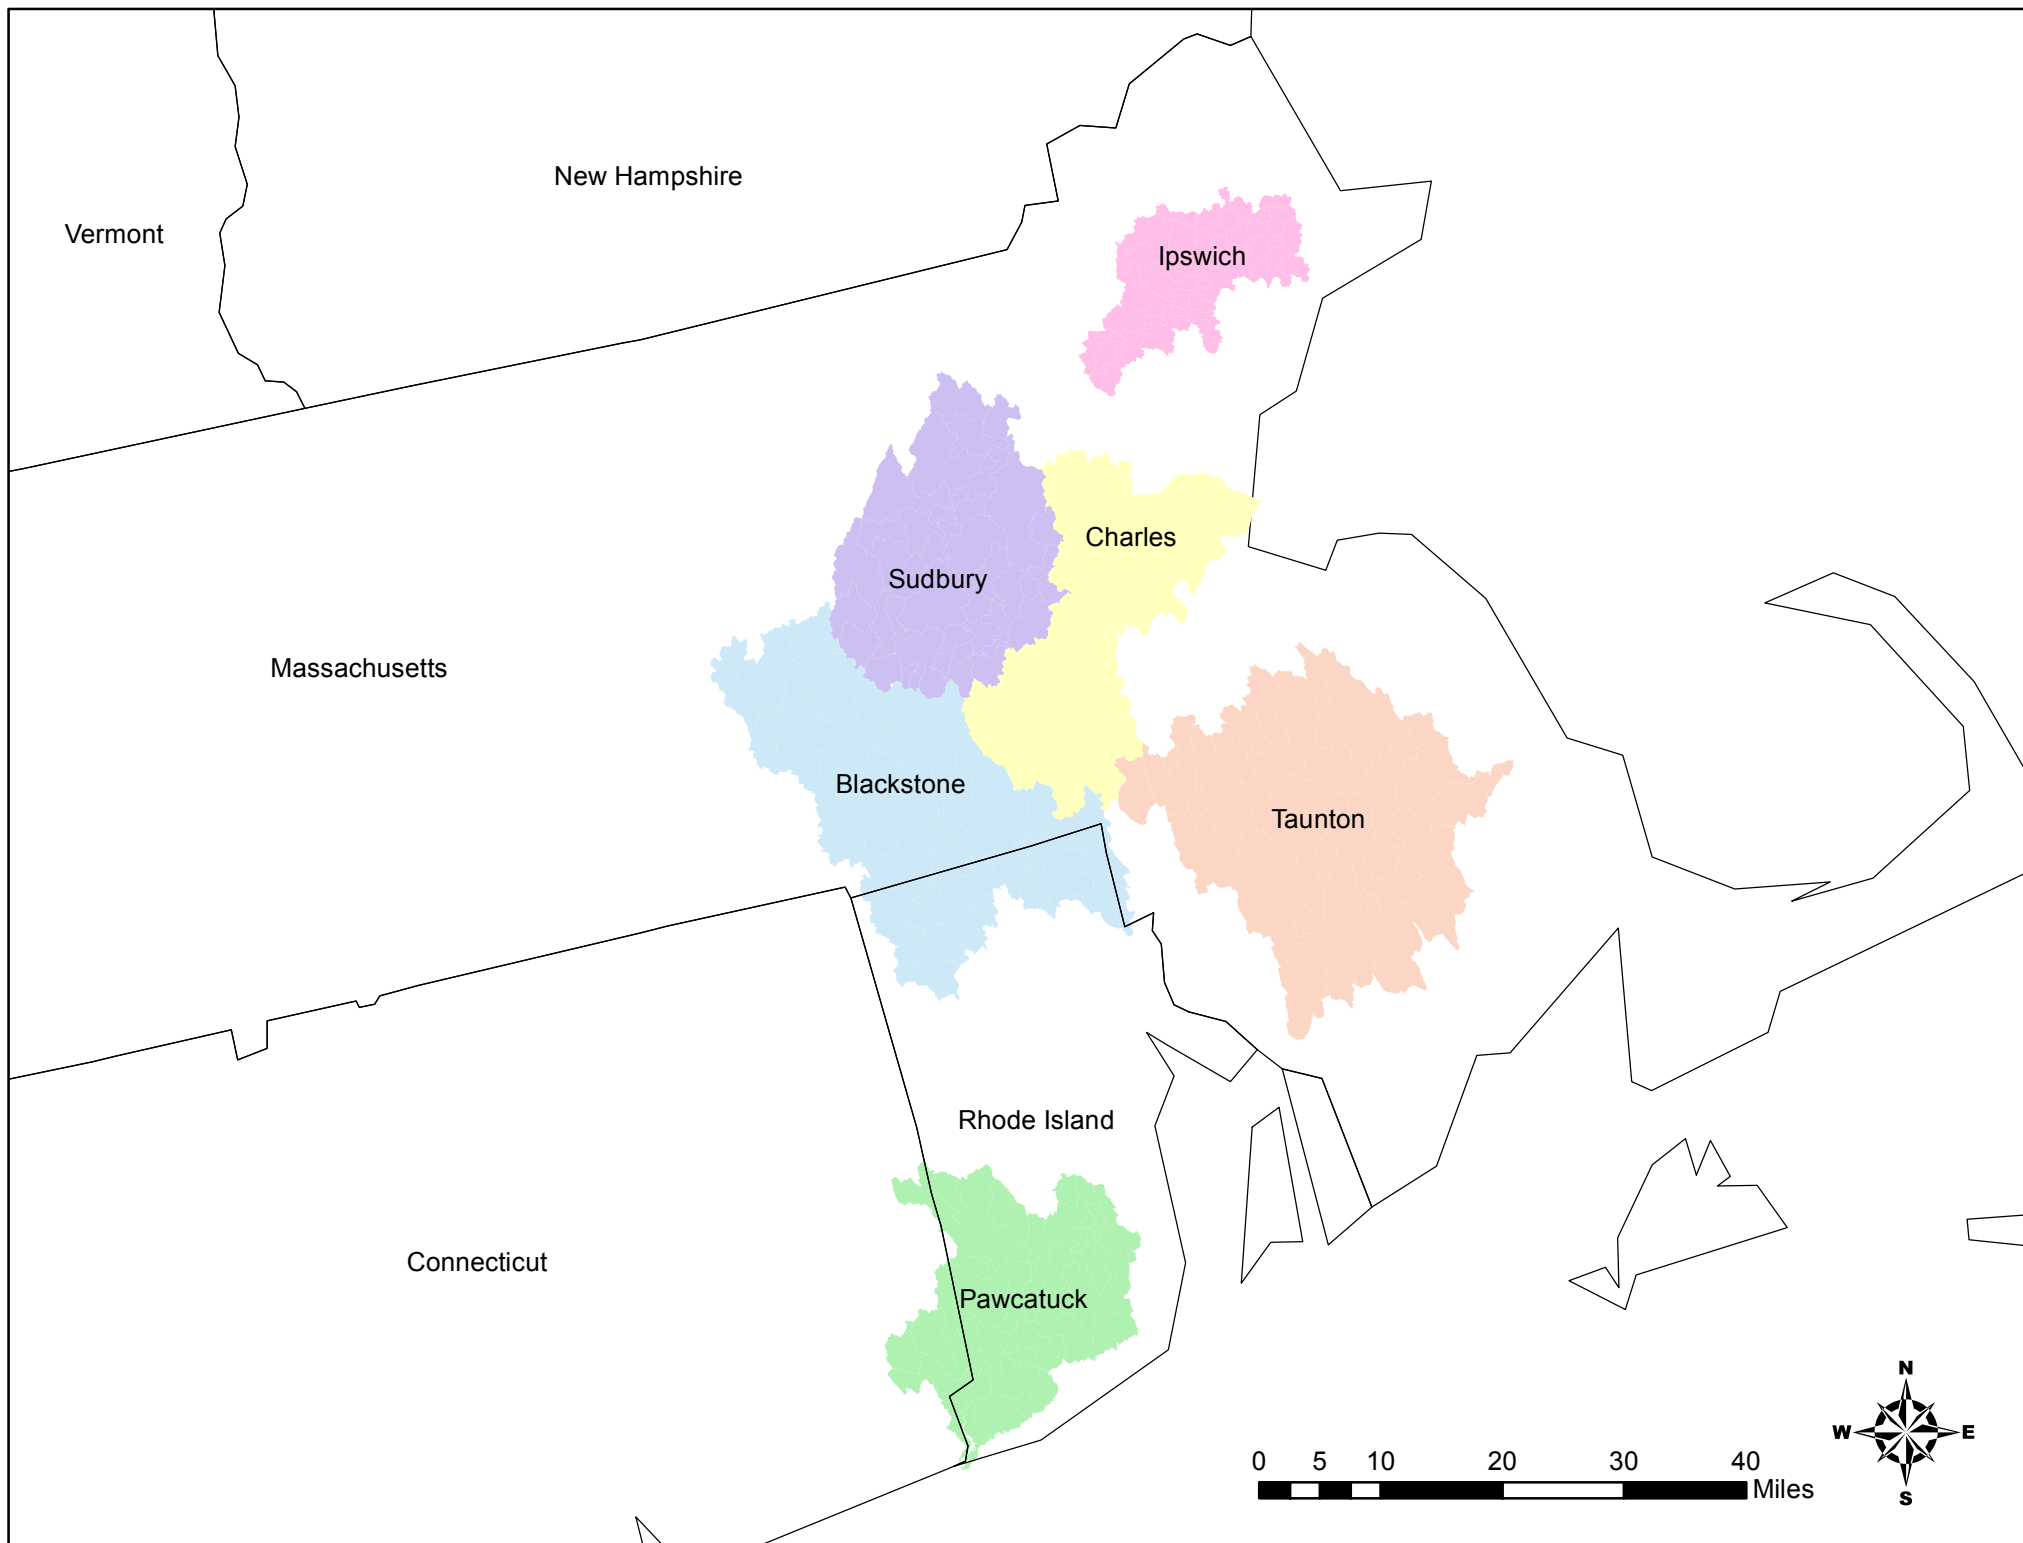 New Hampshire
Vermont
Ipswich
Charles
Sudbury
Massachusetts
Blackstone
Taunton
Rhode Island
Connecticut
Pawcatuck
N
W E
S
0 5 10 20 30 40
Miles